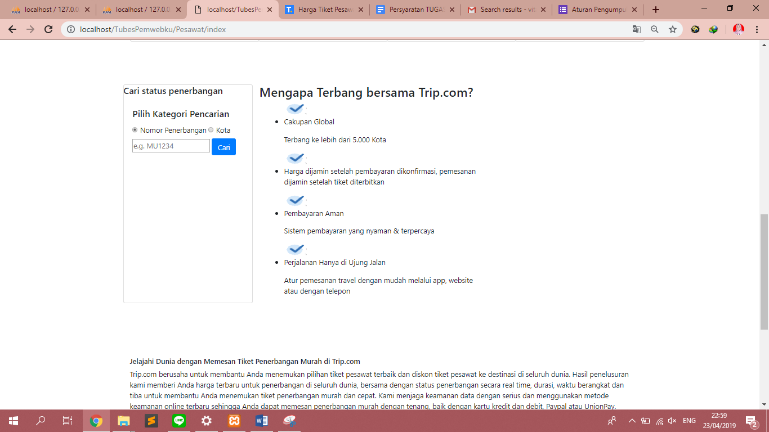 localhost / 127.0.0
localhost / 127.0.0
localhost/TubesPe
Harga Tiket Pesaw
Persyaratan TUGA
Search results - vi
Aturan Pengumpu
localhost/TubesPemwebku/Pesawat/index
Cari status penerbangan
Pilih Kategori Pencarian
Nomor Penerbangan Kota
e.g. MU1234
Cari
Mengapa Terbang bersama Trip.com?
Cakupan Global
Terbang ke lebih dari 5.000 Kota
Harga dijamin setelah pembayaran dikonfirmasi, pemesanan
dijamin setelah tiket diterbitkan
Pembayaran Aman
Sistem pembayaran yang nyaman & terpercaya
Perjalanan Hanya di Ujung Jalan
Atur pemesanan travel dengan mudah melalui app, website
atau dengan telepon
Jelajahi Dunia dengan Memesan Tiket Penerbangan Murah di Trip.com
Trip.com berusaha untuk membantu Anda menemukan pilihan tiket pesawat terbaik dan diskon tiket pesawat ke destinasi di seluruh dunia. Hasil penelusuran
kami memberi Anda harga terbaru untuk penerbangan di seluruh dunia, bersama dengan status penerbangan secara real time, durasi, waktu berangkat dan
tiba untuk membantu Anda menemukan tiket penerbangan murah dan cepat. Kami menjaga keamanan data dengan serius dan menggunakan metode
keamanan online terbaru sehingga Anda dapat memesan penerbangan murah dengan tenang, baik dengan kartu kredit dan debit, Paypal atau UnionPay.
ENG
23:59
23/04/2019
2